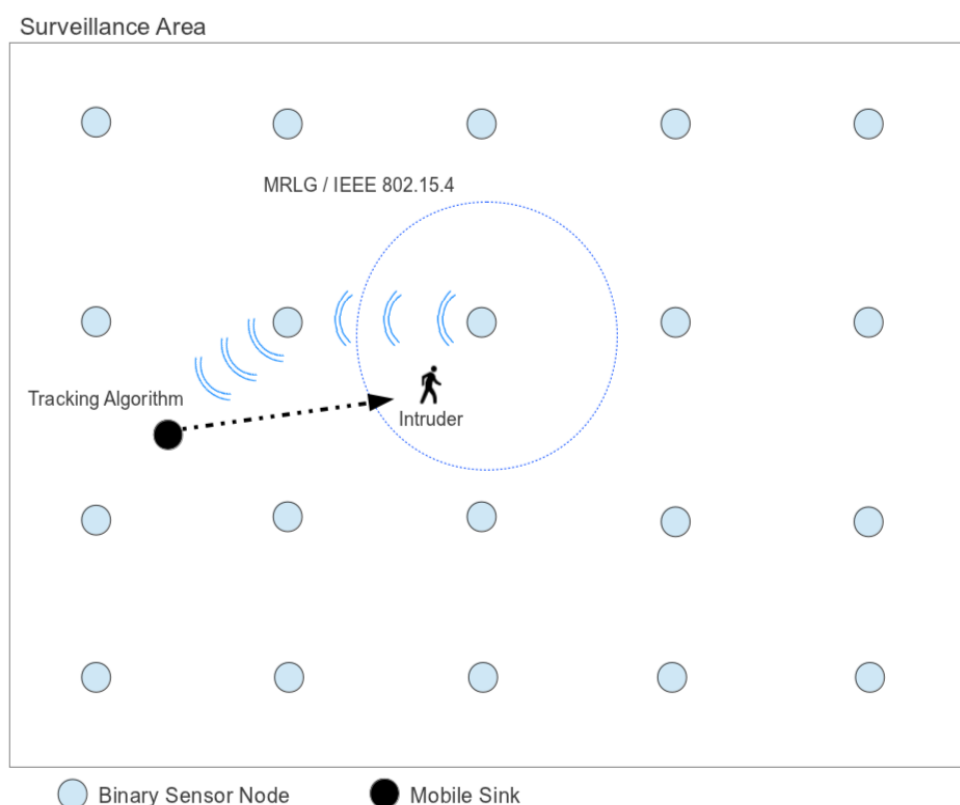 Surveillance Area
MRLG / IEEE 802.15.4
Tracking Algorithm
Intruder
Binary Sensor Node
Mobile Sink